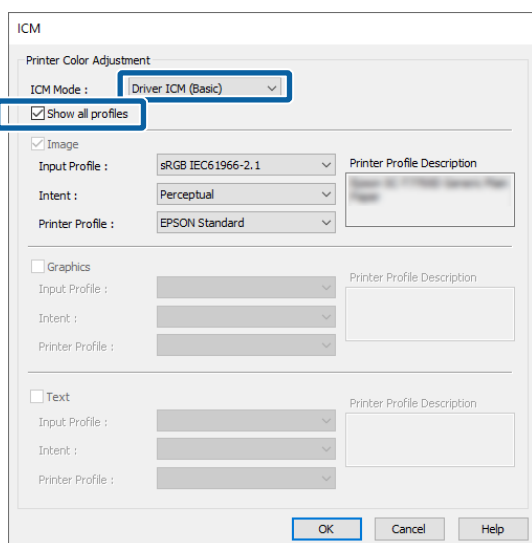 ICM
Printer Color Adjustment
ICM Mode : Driver ICM (Basic)
Show all profiles
Image
Input Profile : sRGB IEC61966-2.1 Printer Profile Description
Intent : Perceptual
Printer Profile : EPSON Standard
Graphics
Input Profile : Printer Profile Description
Intent :
Printer Profile :
Text
Input Profile : Printer Profile Description
Intent :
Printer Profile :
OK Cancel Help